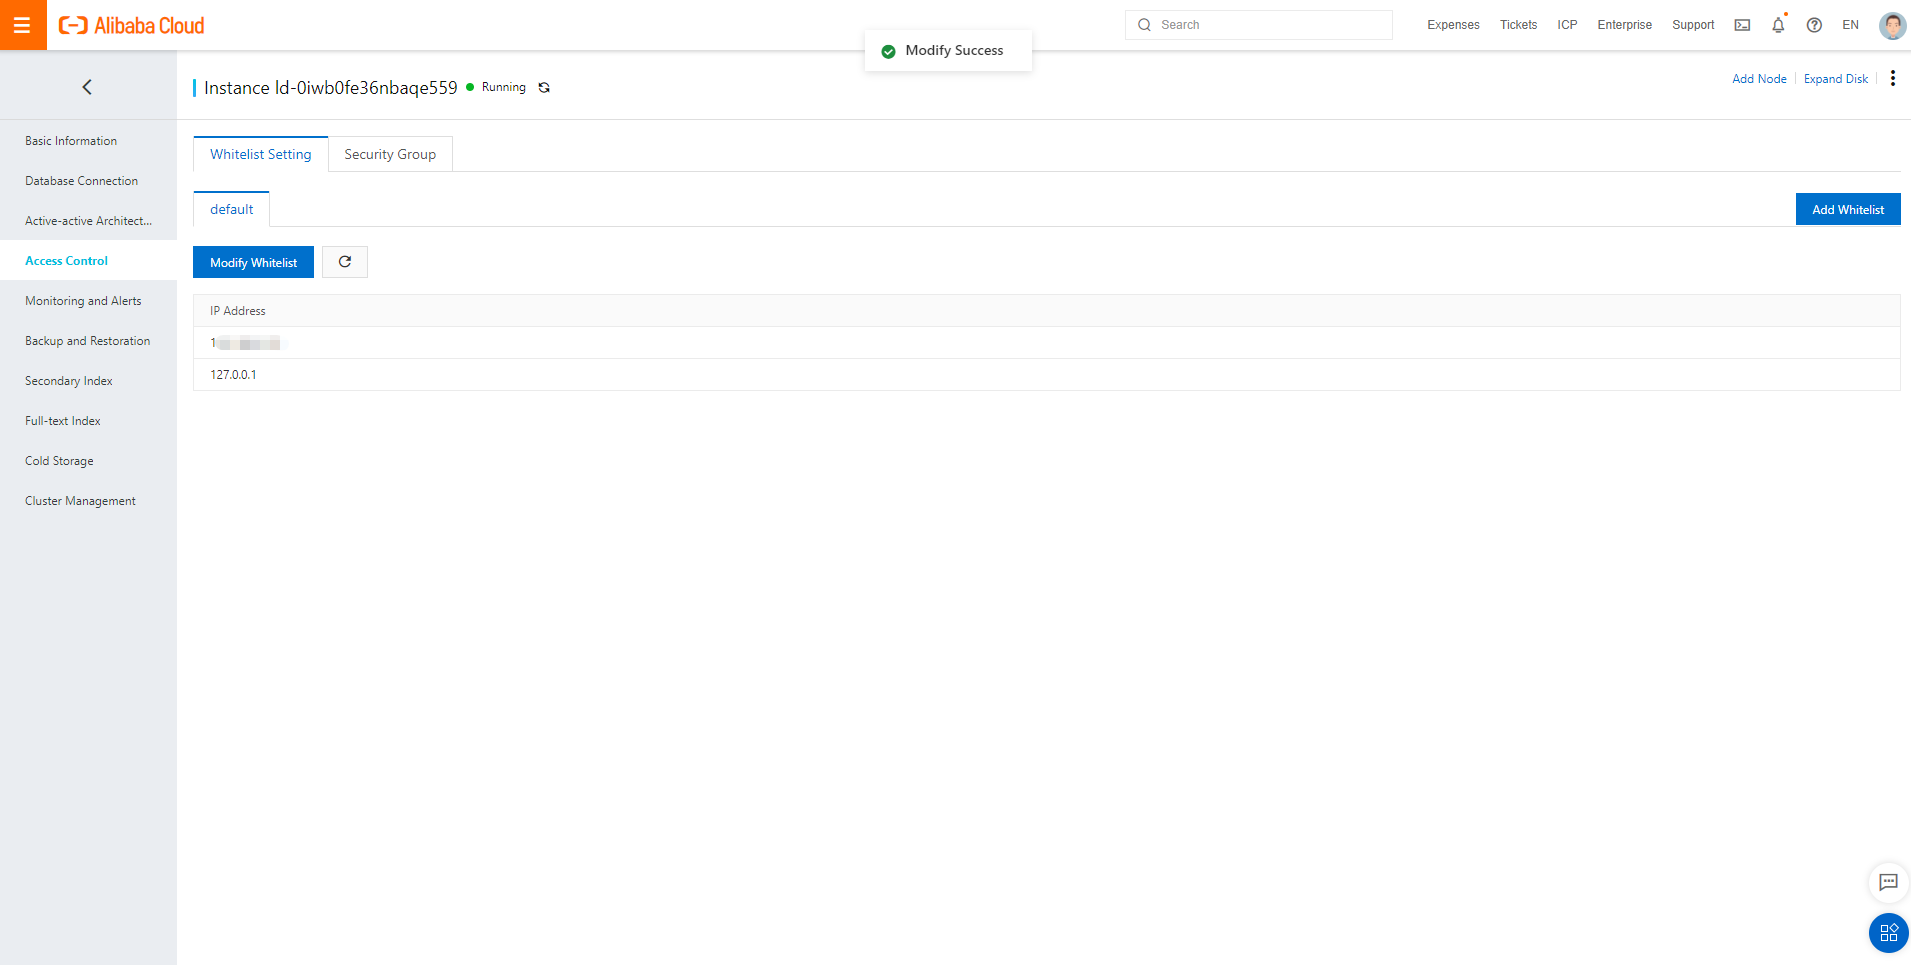 Alibaba Cloud
Search
Expenses
Tickets
ICP
Enterprise
Support
EN
Modify Success
Instance ld-0iwb0fe36nbaqe559
Running
Add Node
Expand Disk
Basic Information
Database Connection
Active-active Architect...
Access Control
Monitoring and Alerts
Backup and Restoration
Secondary Index
Full-text Index
Cold Storage
Cluster Management
Whitelist Setting
Security Group
default
Add Whitelist
Modify Whitelist
IP Address
1
127.0.0.1